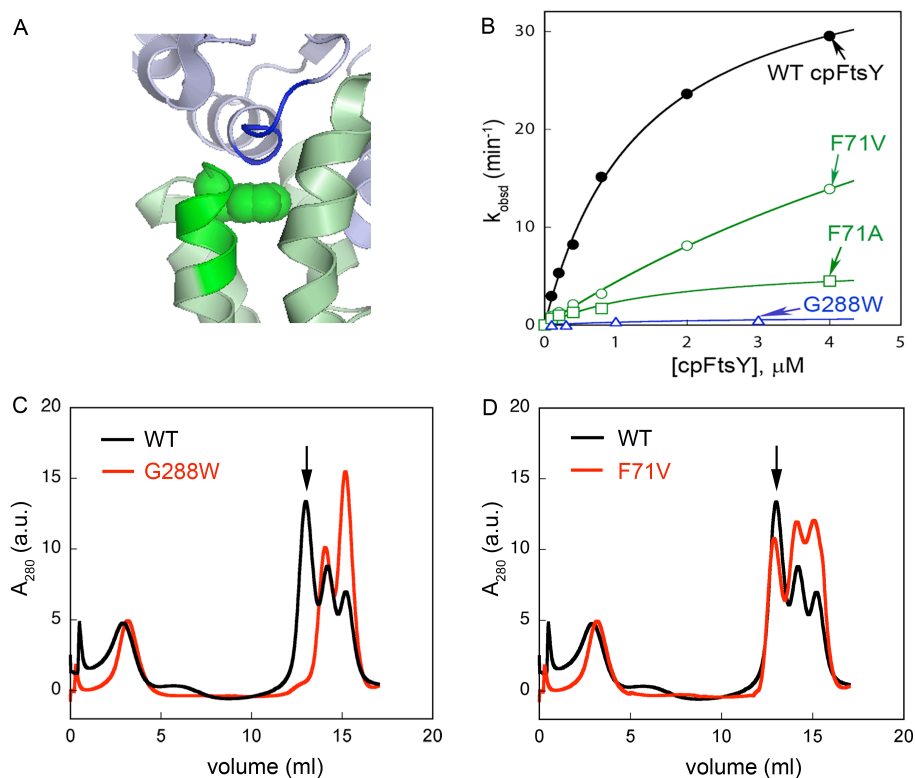 A
B
30
20
10
0
k_obsd (min⁻¹)
WT cpFtsY
F71V
F71A
G288W
0 1 2 3 4 5
[cpFtsY], μM
C
20
15
10
5
0
A₂₈₀ (a.u.)
WT
G288W
0 5 10 15 20
volume (ml)
D
20
15
10
5
0
A₂₈₀ (a.u.)
WT
F71V
0 5 10 15 20
volume (ml)